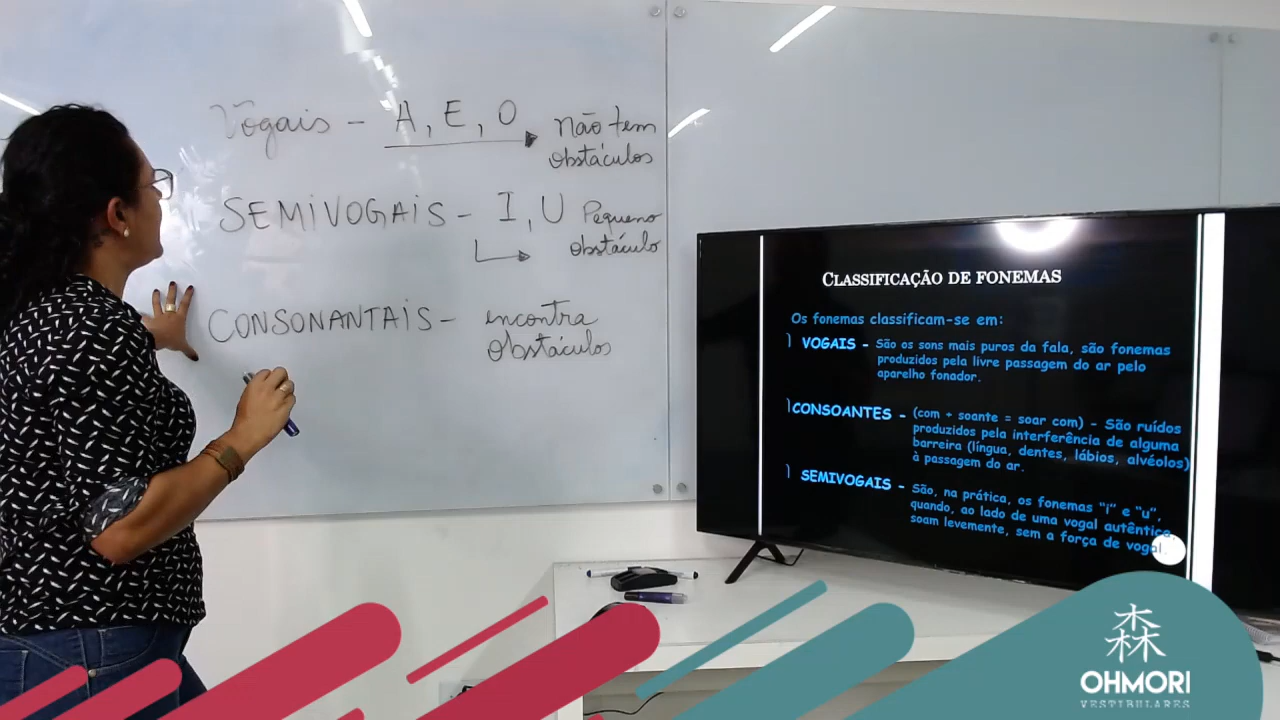 Vogais - A, E, O não tem
obstáculos
SEMIVOGAIS - I, U Pequeno
obstáculo
CONSONANTAIS - encontra
obstáculos
CLASSIFICAÇÃO DE FONEMAS
Os fonemas classificam-se em:
VOGAIS - São os sons mais puros da fala, são fonemas
produzidos pela livre passagem do ar pelo
aparelho fonador.
CONSOANTES - (com + soante = soar com) - São ruídos
produzidos pela interferência de alguma
barreira (língua, dentes, lábios, alvéolos)
à passagem do ar.
SEMIVOGAIS - São, na prática, os fonemas "i" e "u",
quando, ao lado de uma vogal autêntica,
soam levemente, sem a força de vogal.
森
OHMORI
VESTIBULARES